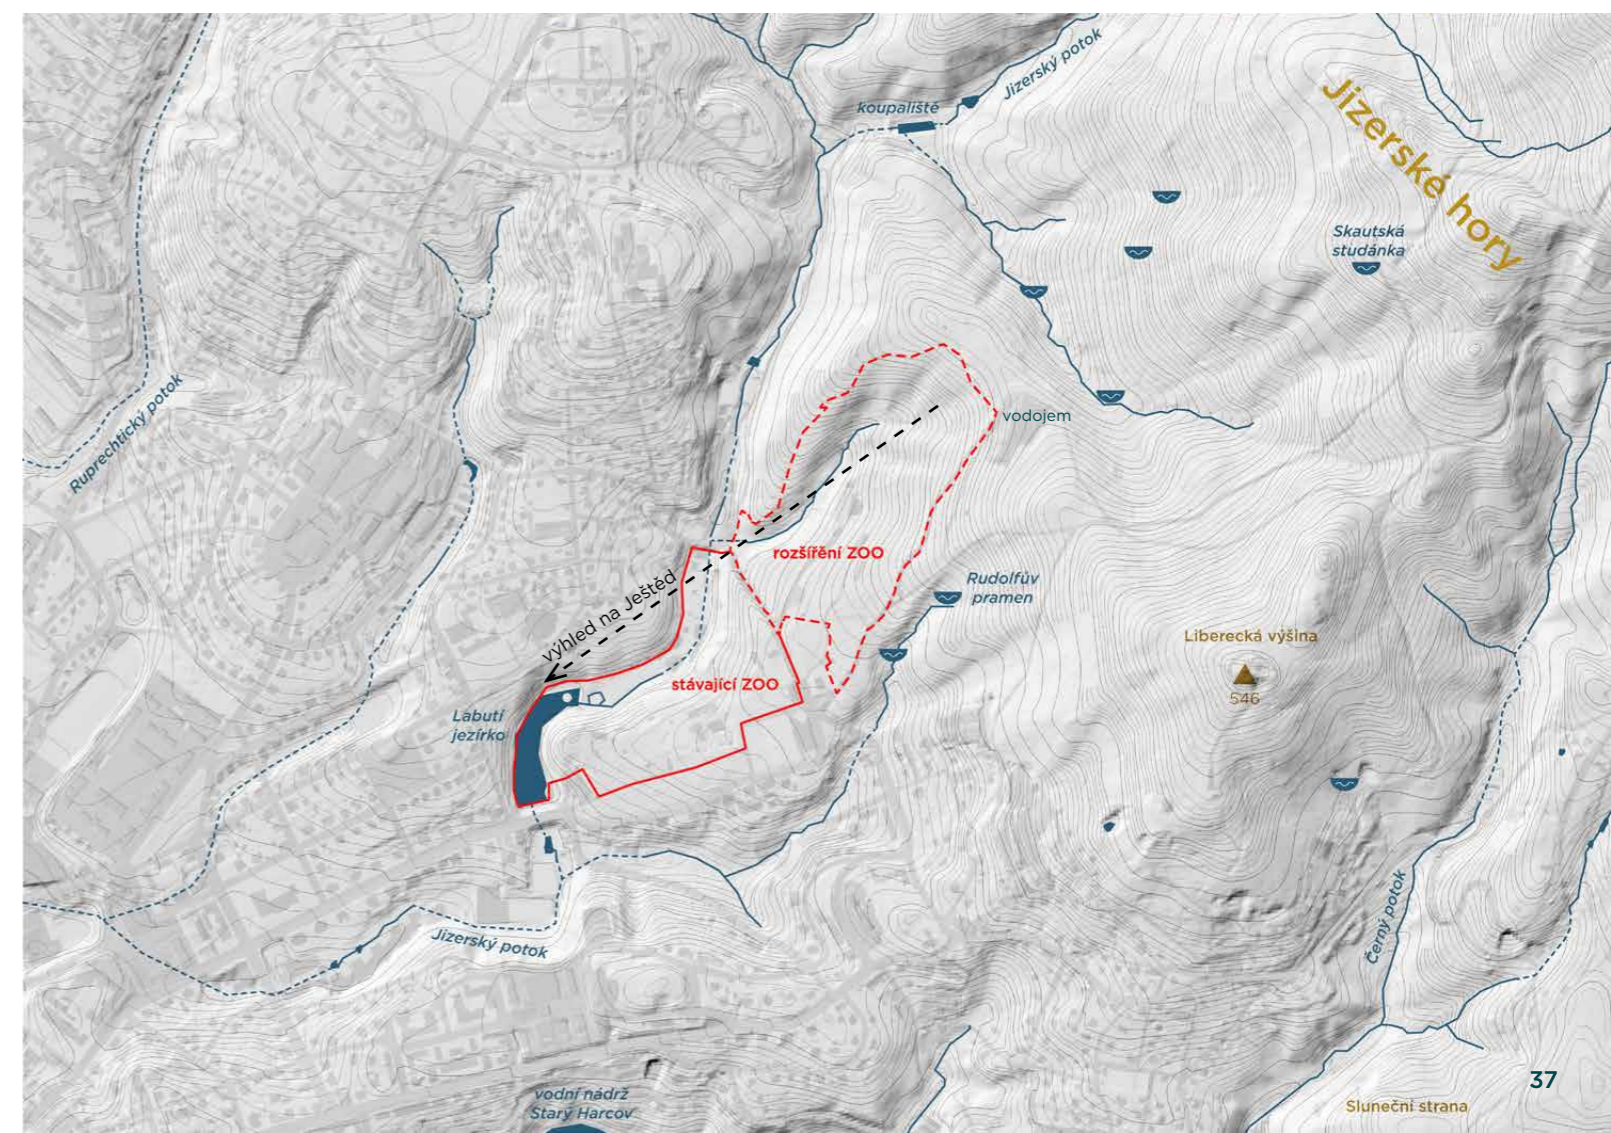 Jizerský potok
koupaliště
Jizerské hory
Skautská
studánka
Ruprechtický potok
vodojem
rozšířění ZOO
výhled na Ještěd
Rudolfův
pramen
Liberecká výšina
546
stávající ZOO
Labutí
jezírko
Černý potok
Jizerský potok
37
vodní nádrž
Starý Harcov
Sluneční strana